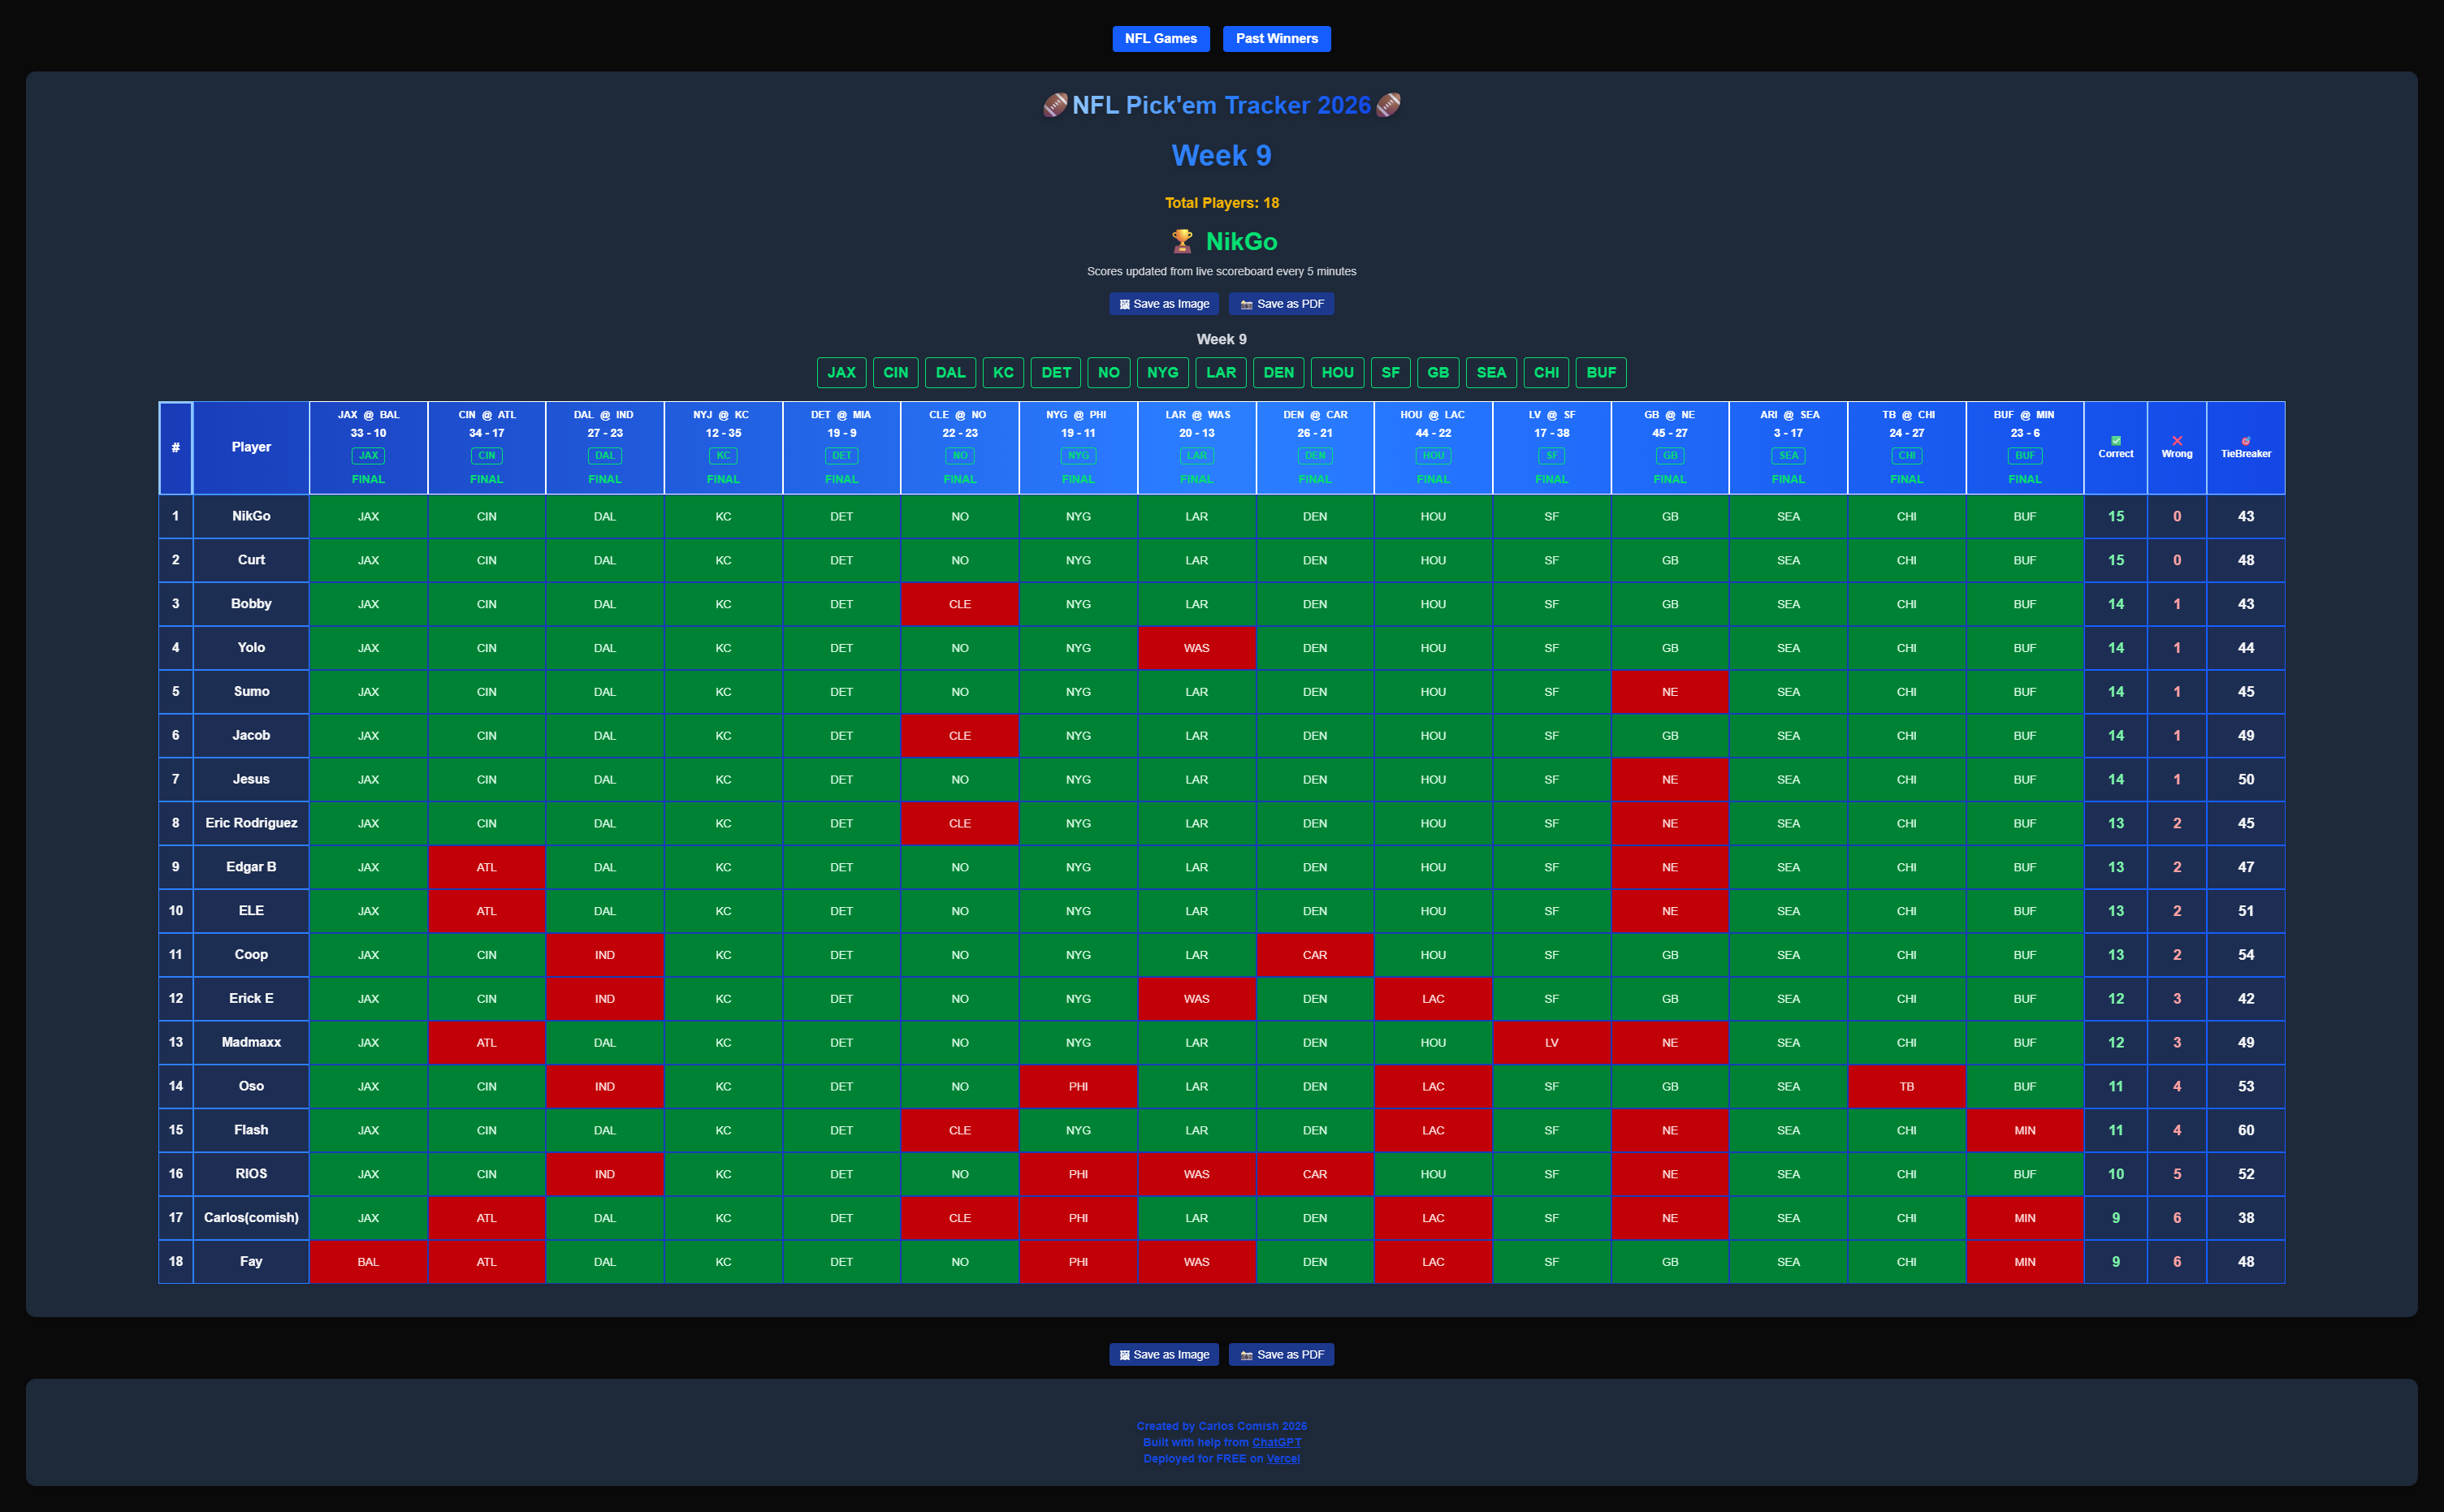 NFL Games Past Winners
NFL Pick'em Tracker 2026
Week 9
Total Players: 18
NikGo
Scores updated from live scoreboard every 5 minutes
Save as Image Save as PDF
Week 9
JAX CIN DAL KC DET NO NYG LAR DEN HOU SF GB SEA CHI BUF
# Player JAX @ BAL CIN @ ATL DAL @ IND NYJ @ KC DET @ MIA CLE @ NO NYG @ PHI LAR @ WAS DEN @ CAR HOU @ LAC LV @ SF GB @ NE ARI @ SEA TB @ CHI BUF @ MIN Correct Wrong TieBreaker
33 - 10 34 - 17 27 - 23 12 - 35 19 - 9 22 - 23 19 - 11 20 - 13 26 - 21 44 - 22 17 - 38 45 - 27 3 - 17 24 - 27 23 - 6
JAX CIN DAL KC DET NO NYG LAR DEN HOU SF GB SEA CHI BUF
FINAL FINAL FINAL FINAL FINAL FINAL FINAL FINAL FINAL FINAL FINAL FINAL FINAL FINAL FINAL
1 NikGo JAX CIN DAL KC DET NO NYG LAR DEN HOU SF GB SEA CHI BUF 15 0 43
2 Curt JAX CIN DAL KC DET NO NYG LAR DEN HOU SF GB SEA CHI BUF 15 0 48
3 Bobby JAX CIN DAL KC DET CLE NYG LAR DEN HOU SF GB SEA CHI BUF 14 1 43
4 Yolo JAX CIN DAL KC DET NO NYG WAS DEN HOU SF GB SEA CHI BUF 14 1 44
5 Sumo JAX CIN DAL KC DET NO NYG LAR DEN HOU SF NE SEA CHI BUF 14 1 45
6 Jacob JAX CIN DAL KC DET CLE NYG LAR DEN HOU SF GB SEA CHI BUF 14 1 49
7 Jesus JAX CIN DAL KC DET NO NYG LAR DEN HOU SF NE SEA CHI BUF 14 1 50
8 Eric Rodriguez JAX CIN DAL KC DET CLE NYG LAR DEN HOU SF NE SEA CHI BUF 13 2 45
9 Edgar B JAX ATL DAL KC DET NO NYG LAR DEN HOU SF NE SEA CHI BUF 13 2 47
10 ELE JAX ATL DAL KC DET NO NYG LAR DEN HOU SF NE SEA CHI BUF 13 2 51
11 Coop JAX CIN IND KC DET NO NYG LAR CAR HOU SF GB SEA CHI BUF 13 2 54
12 Erick E JAX CIN IND KC DET NO NYG WAS DEN LAC SF GB SEA CHI BUF 12 3 42
13 Madmaxx JAX ATL DAL KC DET NO NYG LAR DEN HOU LV NE SEA CHI BUF 12 3 49
14 Oso JAX CIN IND KC DET NO PHI LAR DEN LAC SF GB SEA TB BUF 11 4 53
15 Flash JAX CIN DAL KC DET CLE NYG LAR DEN LAC SF NE SEA CHI MIN 11 4 60
16 RIOS JAX CIN IND KC DET NO PHI WAS CAR HOU SF NE SEA CHI BUF 10 5 52
17 Carlos(comish) JAX ATL DAL KC DET CLE PHI LAR DEN LAC SF NE SEA CHI MIN 9 6 38
18 Fay BAL ATL DAL KC DET NO PHI WAS DEN LAC SF GB SEA CHI MIN 9 6 48
Save as Image Save as PDF
Created by Carlos Comish 2026
Built with help from ChatGPT
Deployed for FREE on Vercel